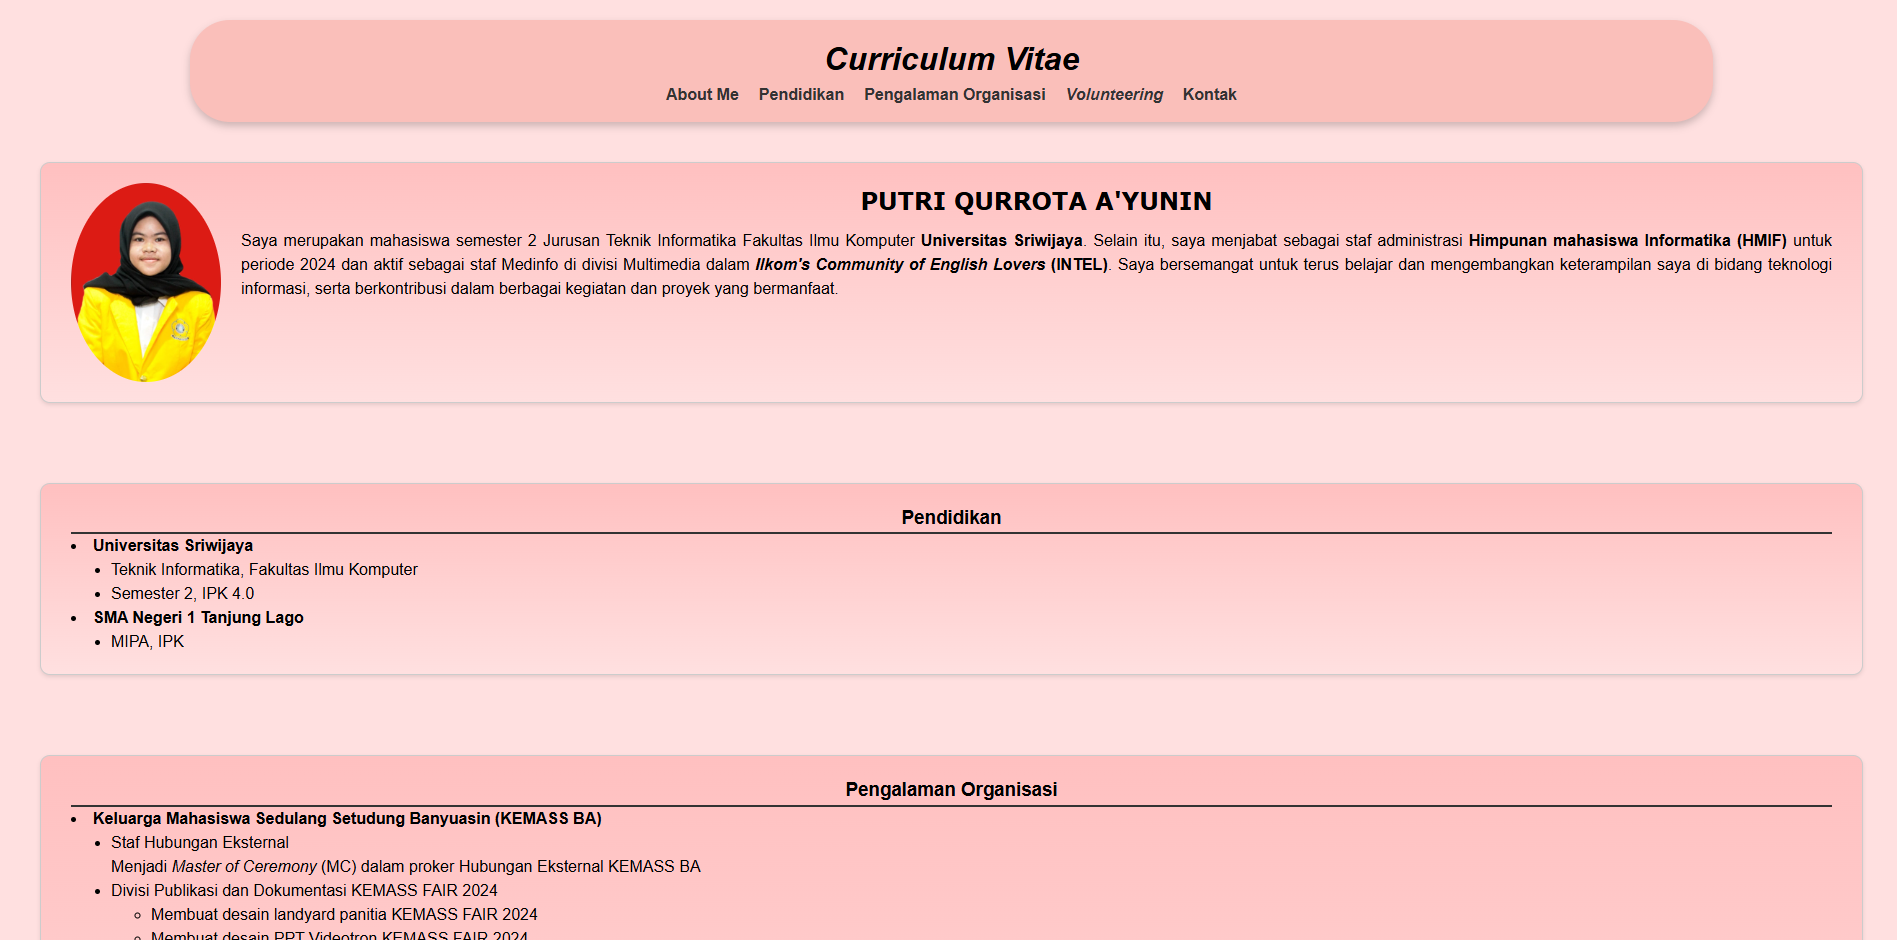 Curriculum Vitae
About Me Pendidikan Pengalaman Organisasi Volunteering Kontak
PUTRI QURROTA A'YUNIN
Saya merupakan mahasiswa semester 2 Jurusan Teknik Informatika Fakultas Ilmu Komputer Universitas Sriwijaya. Selain itu, saya menjabat sebagai staf administrasi Himpunan mahasiswa Informatika (HMIF) untuk
periode 2024 dan aktif sebagai staf Medinfo di divisi Multimedia dalam Ilkom's Community of English Lovers (INTEL). Saya bersemangat untuk terus belajar dan mengembangkan keterampilan saya di bidang teknologi
informasi, serta berkontribusi dalam berbagai kegiatan dan proyek yang bermanfaat.
Pendidikan
• Universitas Sriwijaya
• Teknik Informatika, Fakultas Ilmu Komputer
• Semester 2, IPK 4.0
• SMA Negeri 1 Tanjung Lago
• MIPA, IPK
Pengalaman Organisasi
• Keluarga Mahasiswa Sedulang Setudung Banyuasin (KEMASS BA)
• Staf Hubungan Eksternal
Menjadi Master of Ceremony (MC) dalam proker Hubungan Eksternal KEMASS BA
• Divisi Publikasi dan Dokumentasi KEMASS FAIR 2024
◦ Membuat desain landyard panitia KEMASS FAIR 2024
◦ Membuat desain PPT Videotron KEMASS FAIR 2024